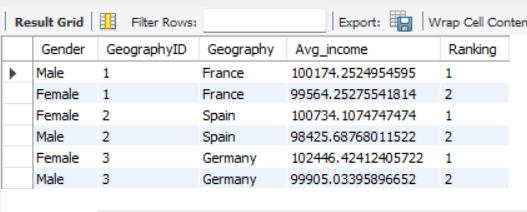 Result Grid Filter Rows: Export: Wrap Cell Conten
Gender GeographyID Geography Avg_income Ranking
Male 1 France 100174.2524954595 1
Female 1 France 99564.25275541814 2
Female 2 Spain 100734.1074747474 1
Male 2 Spain 98425.68768011522 2
Female 3 Germany 102446.42412405722 1
Male 3 Germany 99905.03395896652 2